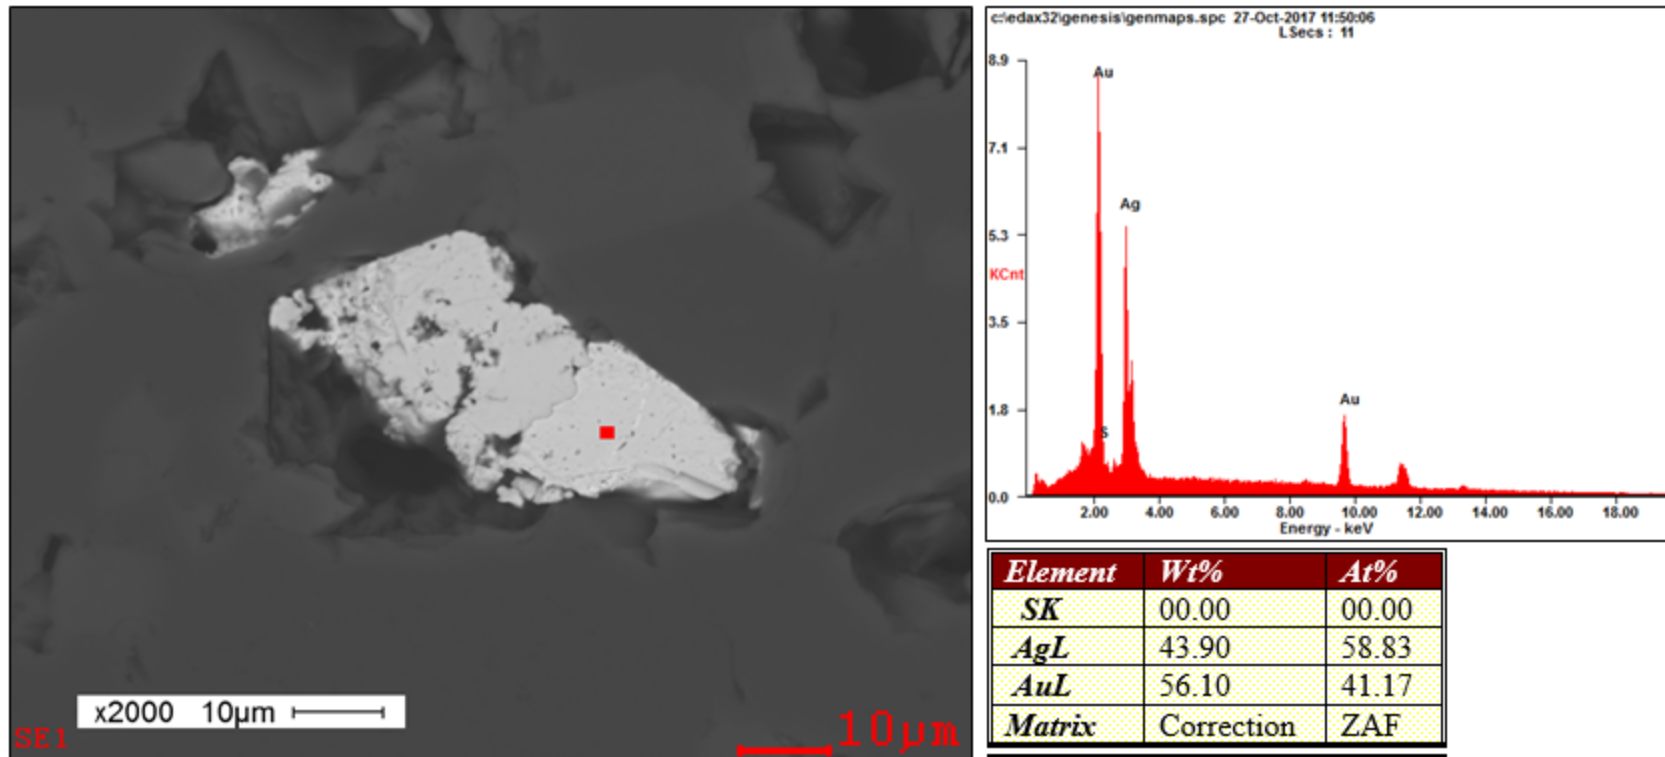 x2000 10µm
SE1
10µm
c:\edax32\genesis\genmaps.spc 27-Oct-2017 11:50:06
LSecs : 11
8.9
7.1
5.3
KCnt
3.5
1.8
0.0
Au
Ag
S
Au
2.00 4.00 6.00 8.00 10.00 12.00 14.00 16.00 18.00
Energy - keV
Element Wt% At%
SK 00.00 00.00
AgL 43.90 58.83
AuL 56.10 41.17
Matrix Correction ZAF